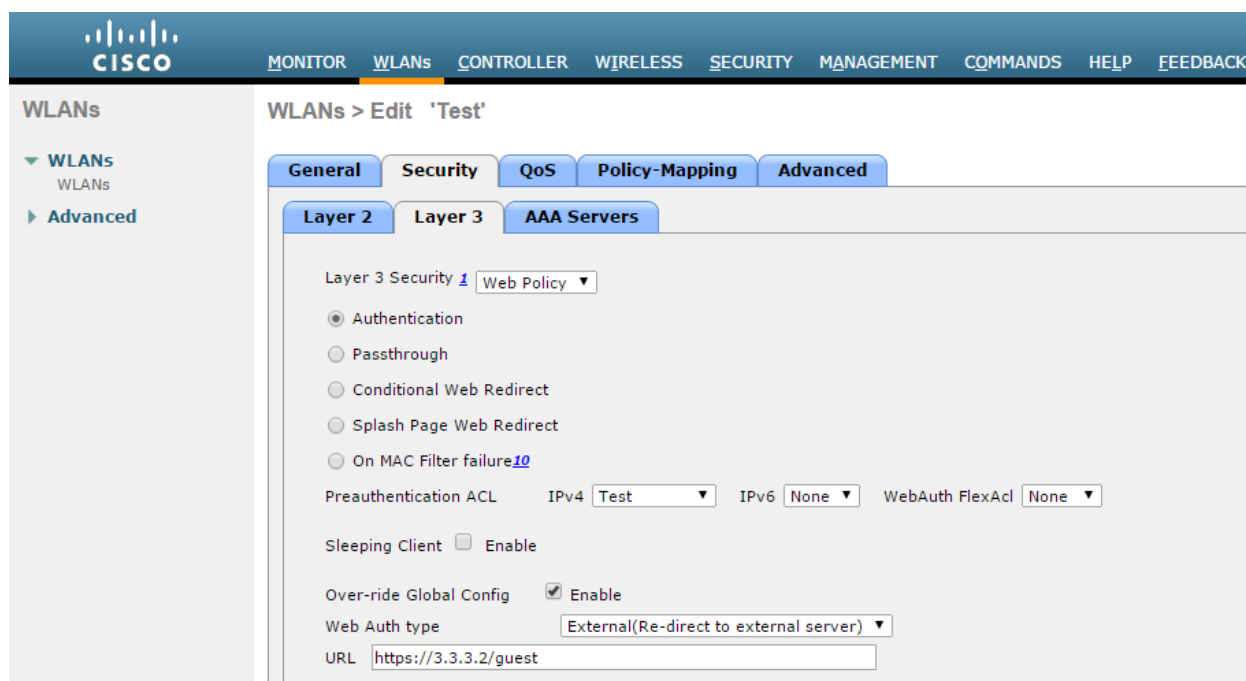 CISCO
MONITOR WLANs CONTROLLER WIRELESS SECURITY MANAGEMENT COMMANDS HELP FEEDBACK
WLANs
WLANs > Edit 'Test'
WLANs
WLANs
Advanced
General Security QoS Policy-Mapping Advanced
Layer 2 Layer 3 AAA Servers
Layer 3 Security 1 Web Policy
Authentication
Passthrough
Conditional Web Redirect
Splash Page Web Redirect
On MAC Filter failure10
Preauthentication ACL IPv4 Test IPv6 None WebAuth FlexAcl None
Sleeping Client Enable
Over-ride Global Config Enable
Web Auth type External(Re-direct to external server)
URL https://3.3.3.2/guest